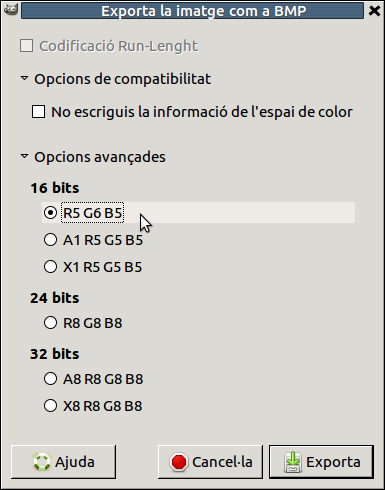 Exporta la imatge com a BMP
Codificació Run-Lenght
Opcions de compatibilitat
No escriguis la informació de l'espai de color
Opcions avançades
16 bits
R5 G6 B5
A1 R5 G5 B5
X1 R5 G5 B5
24 bits
R8 G8 B8
32 bits
A8 R8 G8 B8
X8 R8 G8 B8
Ajuda Cancel·la Exporta